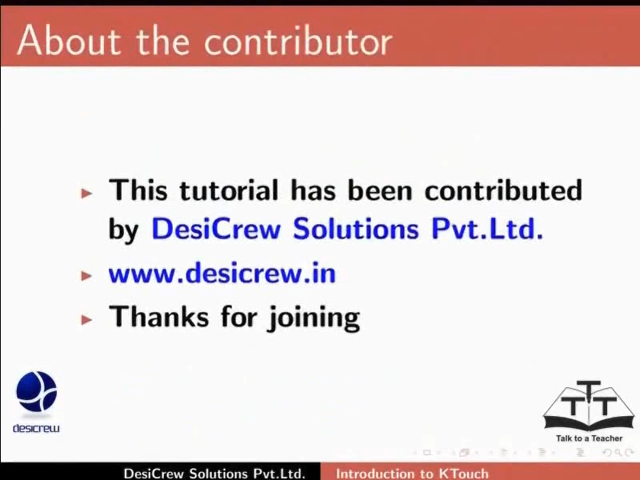 About the contributor
This tutorial has been contributed
by DesiCrew Solutions Pvt.Ltd.
www.desicrew.in
Thanks for joining
desicrew
TTT
Talk to a Teacher
DesiCrew Solutions Pvt.Ltd. Introduction to KTouch